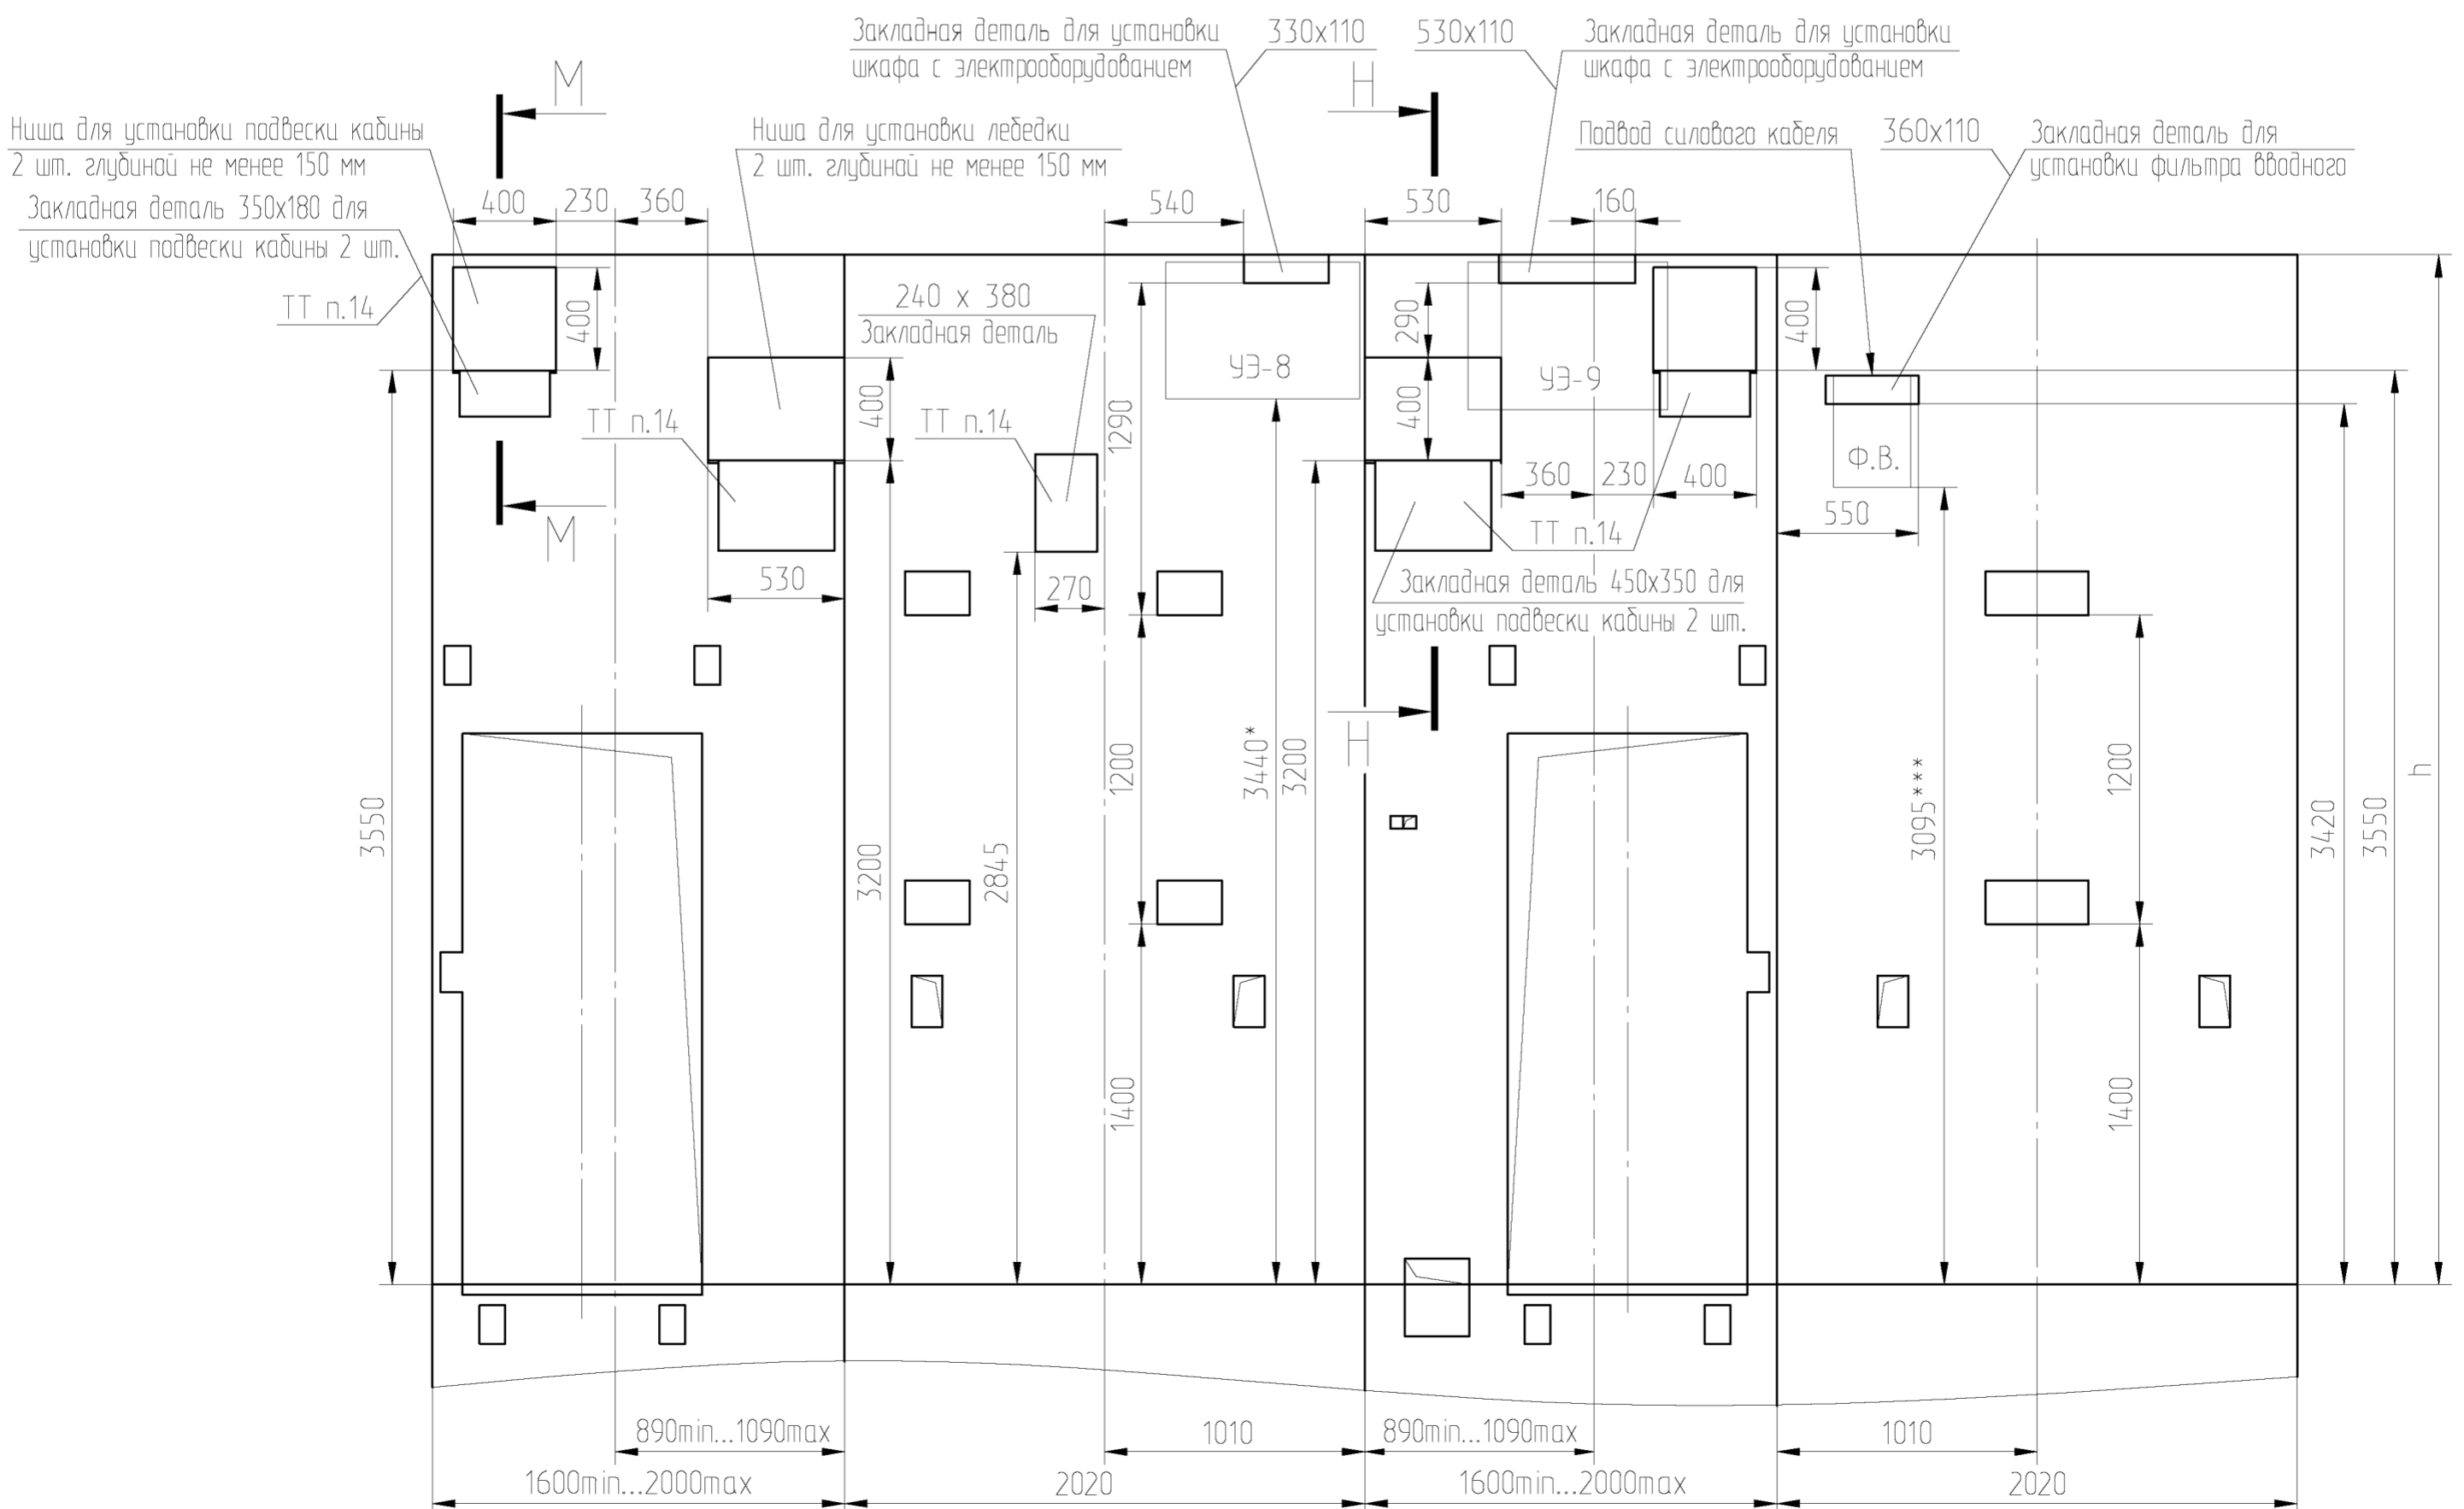 Закладная деталь для установки
шкафа с электрооборудованием
330х110
530х110
Закладная деталь для установки
шкафа с электрооборудованием
М
Н
Ниша для установки подвески кабины
2 шт. глубиной не менее 150 мм
Ниша для установки лебедки
2 шт. глубиной не менее 150 мм
Подвод силового кабеля
360х110
Закладная деталь для
установки фильтра вводного
Закладная деталь 350х180 для
установки подвески кабины 2 шт.
400
230
360
540
530
160
ТТ п.14
400
240 х 380
Закладная деталь
УЭ-8
290
УЭ-9
400
ТТ п.14
400
ТТ п.14
1290
400
Ф.В.
360
230
400
М
ТТ п.14
550
530
270
Закладная деталь 450х350 для
установки подвески кабины 2 шт.
Н
3550
3200
2845
1200
3440*
3200
3095***
1200
3420
3550
h
1400
1400
890min...1090max
1010
890min...1090max
1010
1600min...2000max
2020
1600min...2000max
2020